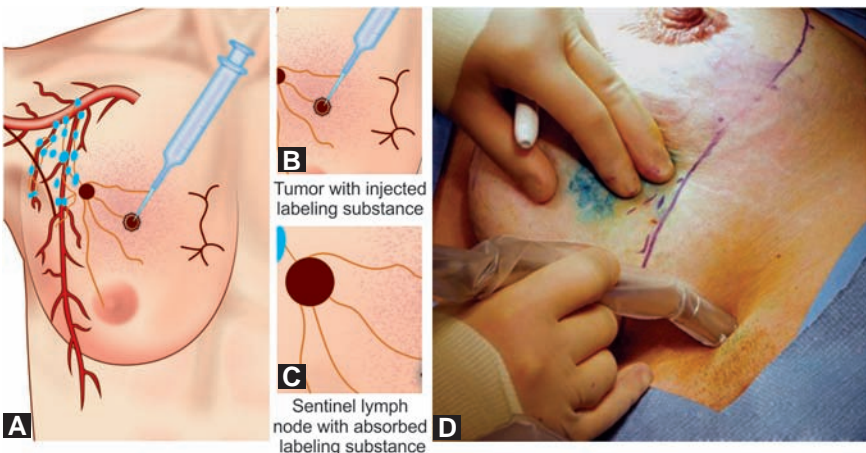 A
B
Tumor with injected
labeling substance
C
Sentinel lymph
node with absorbed
labeling substance
D